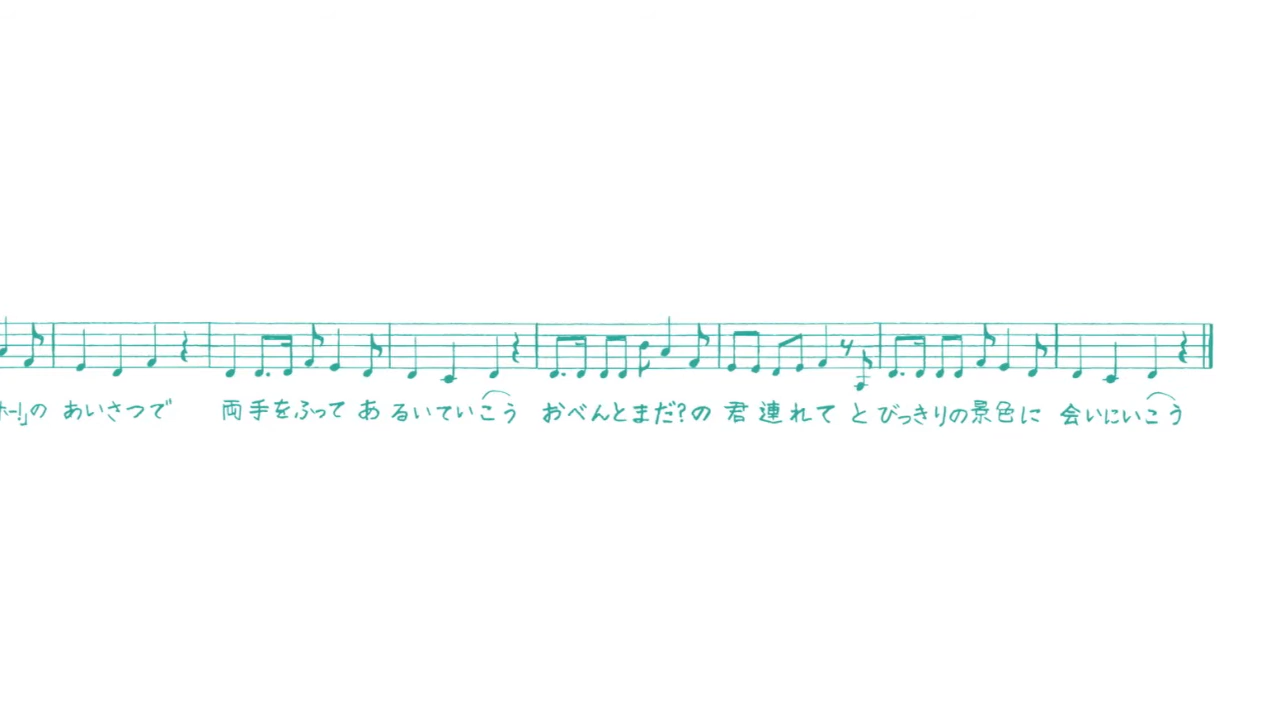 ホー!」の あいさつで 両手をふって あるいていこう おべんとまだ?の 君連れて とびっきりの景色に 会いにいこう